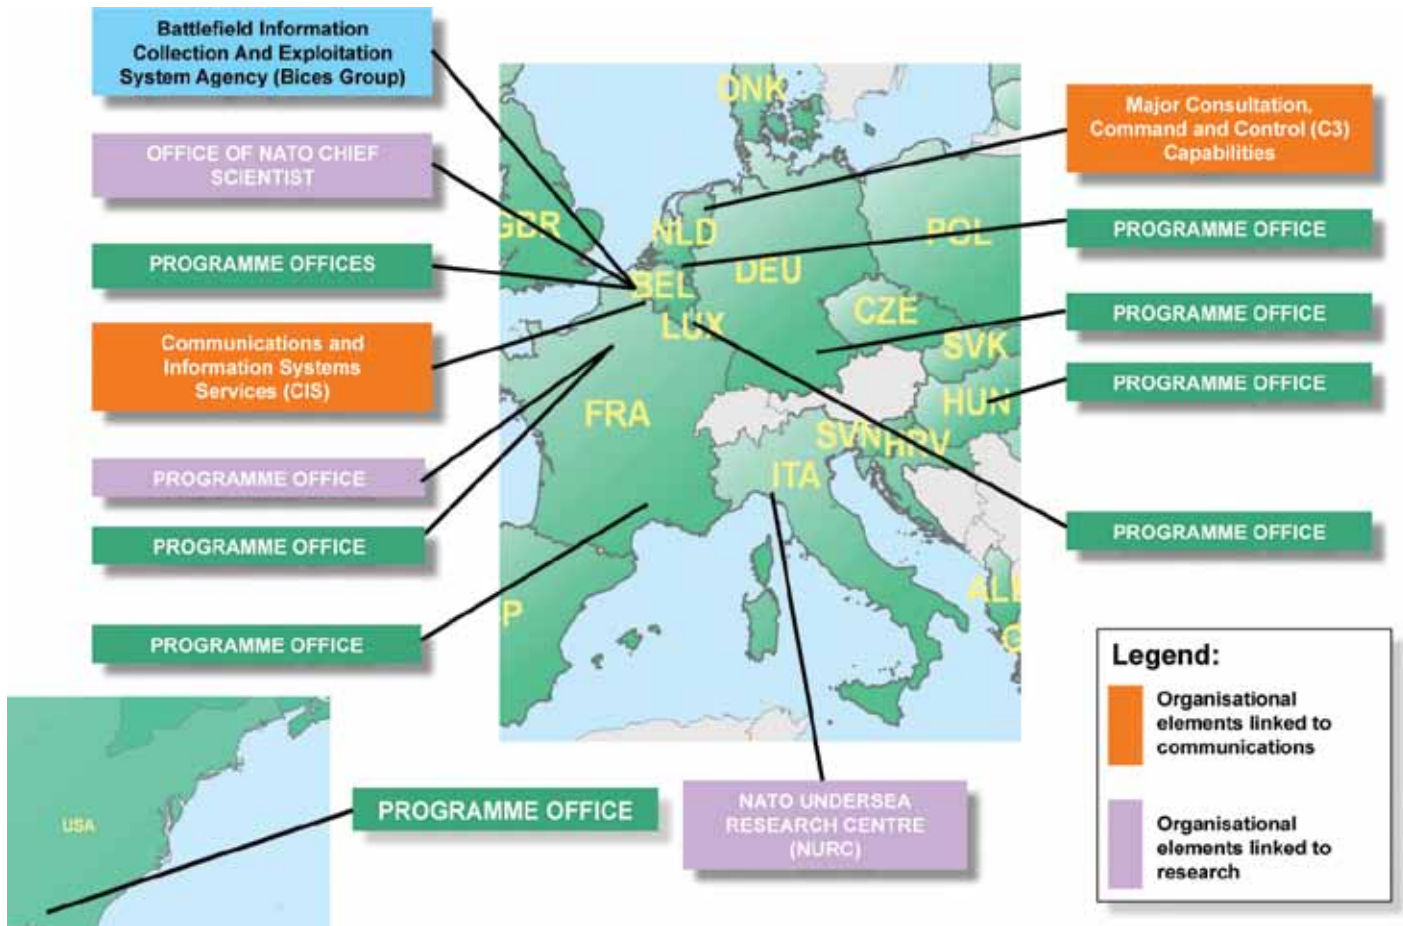 Battlefield Information
Collection And Exploitation
System Agency (Bices Group)
OFFICE OF NATO CHIEF
SCIENTIST
PROGRAMME OFFICES
Communications and
Information Systems
Services (CIS)
PROGRAMME OFFICE
PROGRAMME OFFICE
PROGRAMME OFFICE
DNK
GBR
NLD
POL
DEU
BEL
CZE
LUX
SVK
FRA
HUN
SVN
HRV
ITA
P
Major Consultation,
Command and Control (C3)
Capabilities
PROGRAMME OFFICE
PROGRAMME OFFICE
PROGRAMME OFFICE
PROGRAMME OFFICE
USA
PROGRAMME OFFICE
NATO UNDERSEA
RESEARCH CENTRE
(NURC)
Legend:
Organisational
elements linked to
communications
Organisational
elements linked to
research